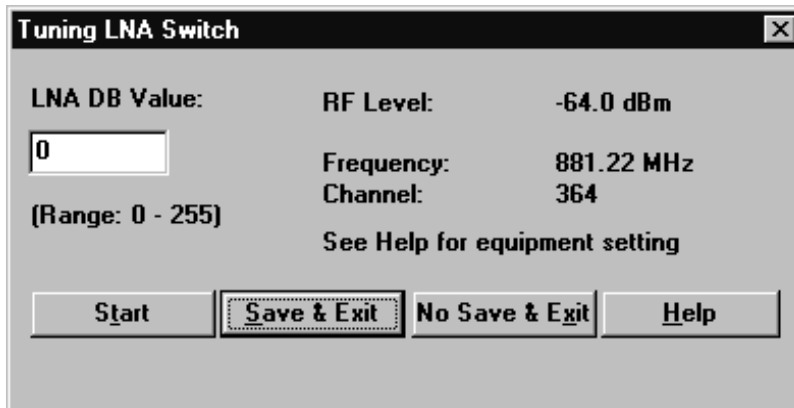 Tuning LNA Switch
LNA DB Value:
0
(Range: 0 - 255)
RF Level: -64.0 dBm
Frequency: 881.22 MHz
Channel: 364
See Help for equipment setting
Start
Save & Exit
No Save & Exit
Help